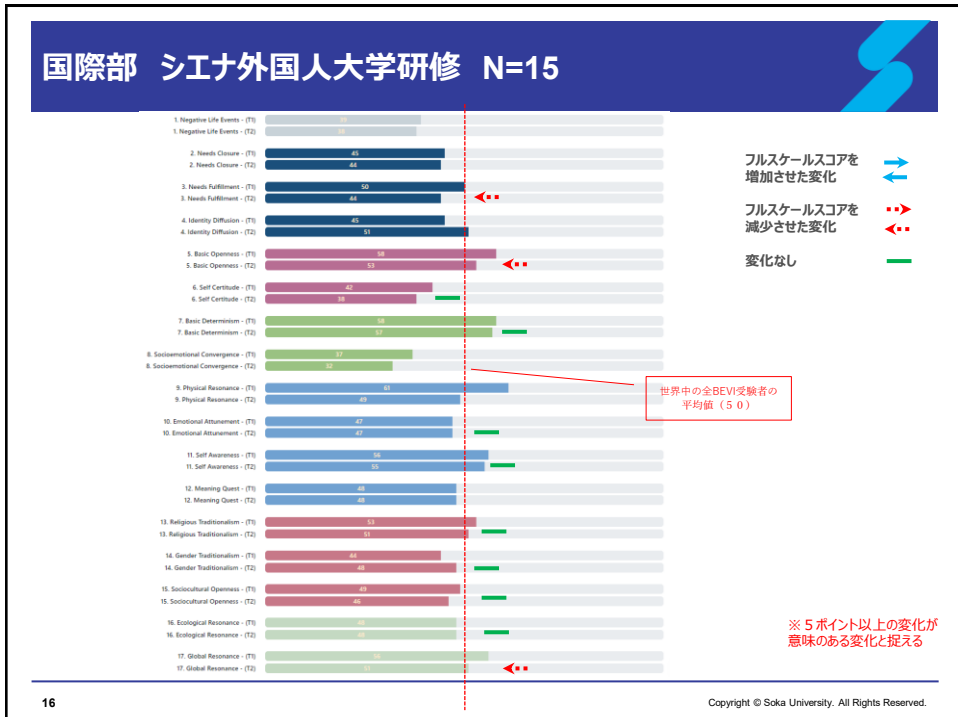 国際部 シエナ外国人大学研修 N=15
1. Negative Life Events - (T1)
1. Negative Life Events - (T2)
2. Needs Closure - (T1) 45
2. Needs Closure - (T2) 44
3. Needs Fulfillment - (T1) 50
3. Needs Fulfillment - (T2) 44
4. Identity Diffusion - (T1) 45
4. Identity Diffusion - (T2) 51
5. Basic Openness - (T1) 58
5. Basic Openness - (T2) 53
6. Self Certitude - (T1) 42
6. Self Certitude - (T2) 38
7. Basic Determinism - (T1) 58
7. Basic Determinism - (T2) 57
8. Socioemotional Convergence - (T1) 37
8. Socioemotional Convergence - (T2) 32
9. Physical Resonance - (T1) 61
9. Physical Resonance - (T2) 49
10. Emotional Attunement - (T1) 47
10. Emotional Attunement - (T2) 47
11. Self Awareness - (T1) 56
11. Self Awareness - (T2) 55
12. Meaning Quest - (T1) 48
12. Meaning Quest - (T2) 48
13. Religious Traditionalism - (T1) 53
13. Religious Traditionalism - (T2) 51
14. Gender Traditionalism - (T1) 44
14. Gender Traditionalism - (T2) 48
15. Sociocultural Openness - (T1) 49
15. Sociocultural Openness - (T2) 46
16. Ecological Resonance - (T1) 48
16. Ecological Resonance - (T2) 48
17. Global Resonance - (T1) 56
17. Global Resonance - (T2) 51
フルスケールスコアを
増加させた変化
フルスケールスコアを
減少させた変化
変化なし
世界中の全BEVI受験者の
平均値（５０）
※５ポイント以上の変化が
意味のある変化と捉える
16
Copyright © Soka University. All Rights Reserved.